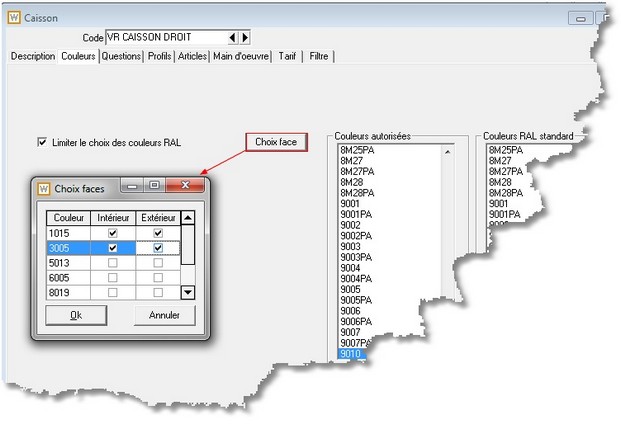 Caisson
Code VR CAISSON DROIT
Description Couleurs Questions Profils Articles Main d'oeuvre Tarif Filtre
Limiter le choix des couleurs RAL
Choix face
Choix faces
Couleur Intérieur Extérieur
1015
3005
5013
6005
8019
Ok Annuler
Couleurs autorisées
8M25PA
8M27
8M27PA
8M28
8M28PA
9001
9001PA
9002
9002PA
9003
9003PA
9004
9004PA
9005
9005PA
9006
9006PA
9007
9007PA
9010
Couleurs RAL standard
8M25PA
8M27
8M27PA
8M28
8M28PA
9001
9001PA